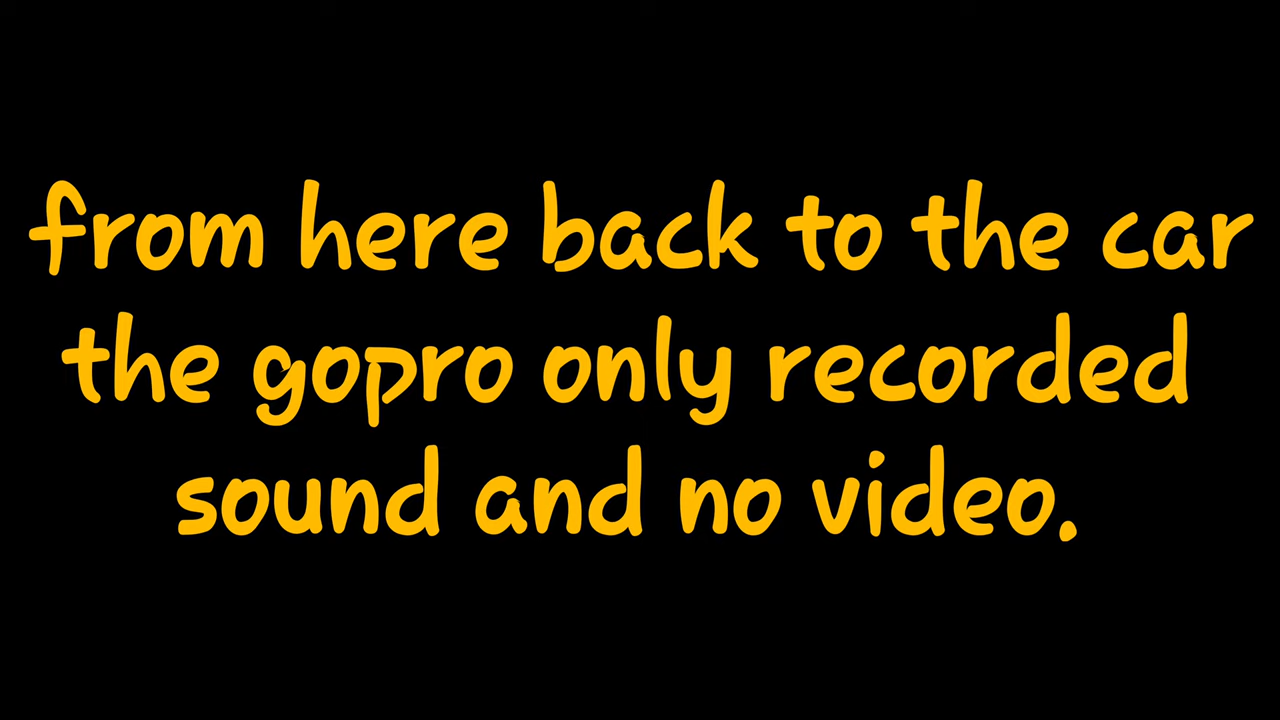 from here back to the car
the gopro only recorded
sound and no video.